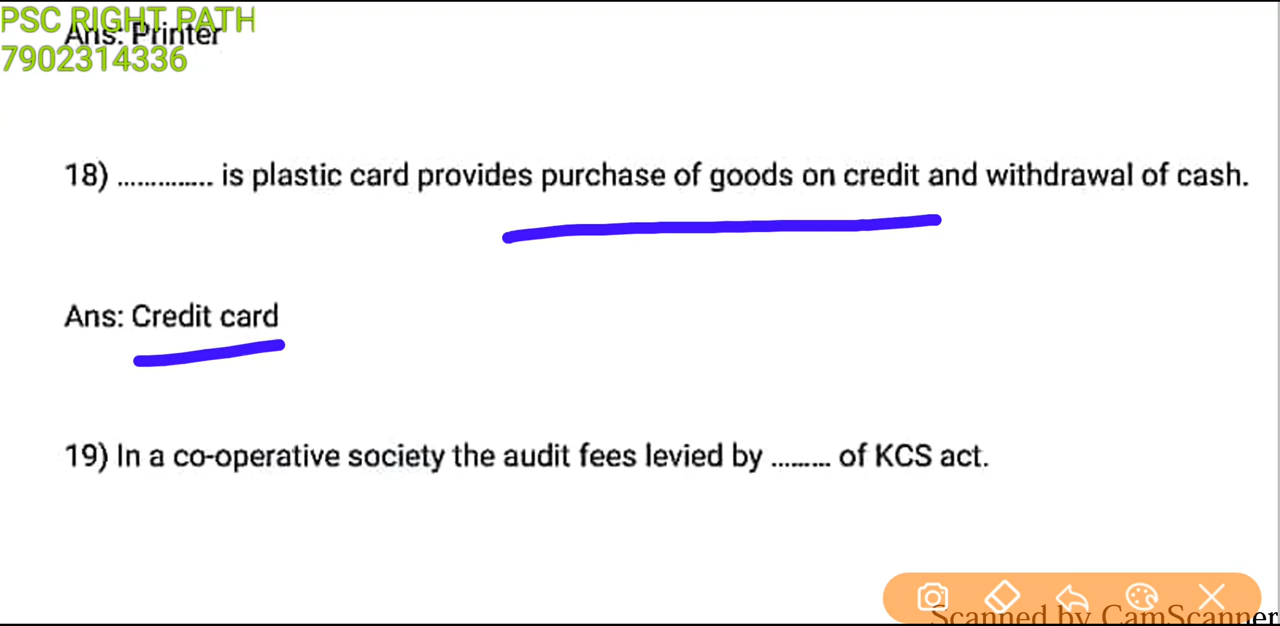 PSC RIGHT PATH
7902314336
Ans: Printer
18) .............. is plastic card provides purchase of goods on credit and withdrawal of cash.
Ans: Credit card
19) In a co-operative society the audit fees levied by ......... of KCS act.
Scanned by CamScanner